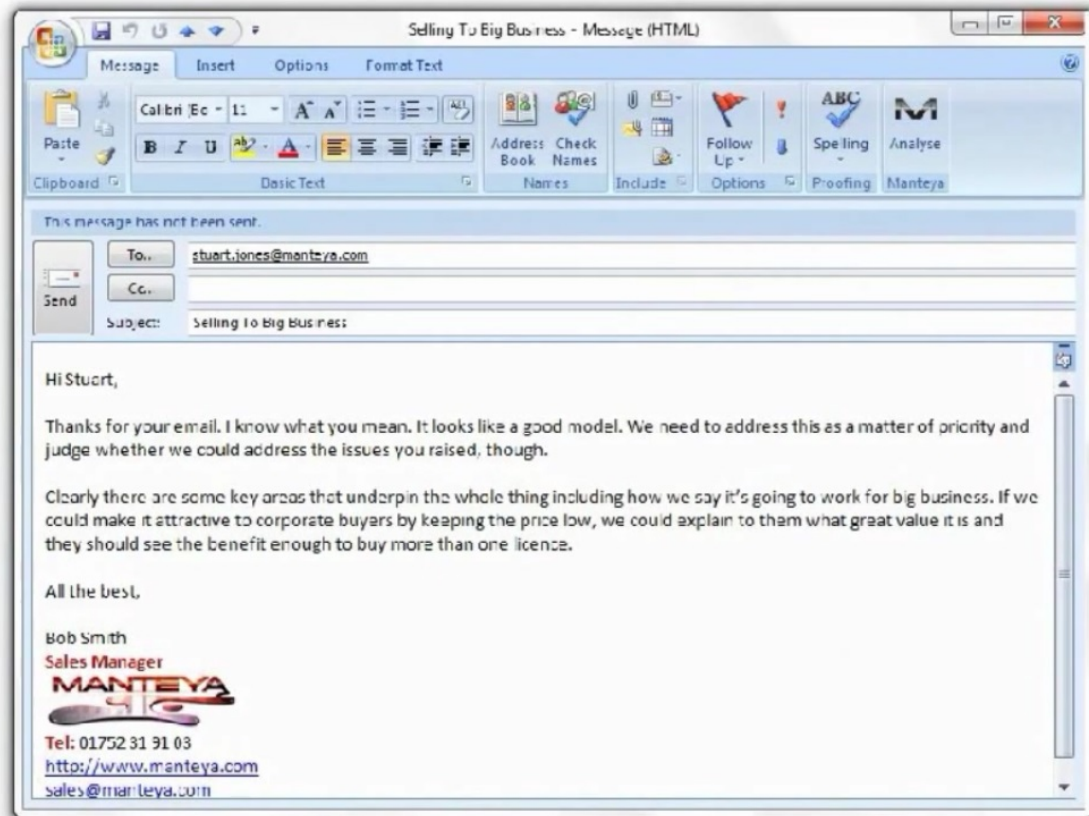 Selling To Big Business - Message (HTML)
Message Insert Options Format Text
Calibri (Bo 11
ABC
Paste
B I U
Address Book
Check Names
Follow Up
Spelling
Analyse
Clipboard Basic Text Names Include Options Proofing Manteya
This message has not been sent.
To.. stuart.jones@manteya.com
Send
Cc..
Subject: Selling To Big Business
Hi Stuart,
Thanks for your email. I know what you mean. It looks like a good model. We need to address this as a matter of priority and
judge whether we could address the issues you raised, though.
Clearly there are some key areas that underpin the whole thing including how we say it's going to work for big business. If we
could make it attractive to corporate buyers by keeping the price low, we could explain to them what great value it is and
they should see the benefit enough to buy more than one licence.
All the best,
Bob Smith
Sales Manager
MANTEYA
Tel: 01752 31 91 03
http://www.manteya.com
sales@manteya.com